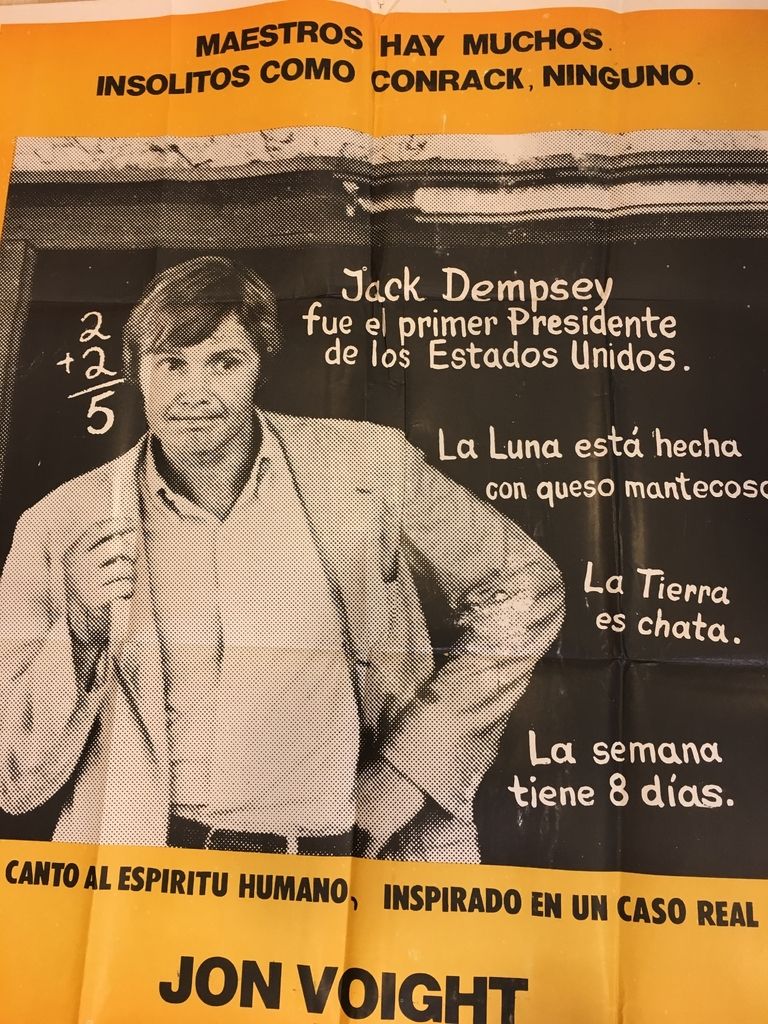 MAESTROS HAY MUCHOS.
INSOLITOS COMO CONRACK, NINGUNO.
2
+2
5
Jack Dempsey
fue el primer Presidente
de los Estados Unidos.
La Luna está hecha
con queso mantecoso
La Tierra
es chata.
La semana
tiene 8 días.
CANTO AL ESPIRITU HUMANO, INSPIRADO EN UN CASO REAL
JON VOIGHT